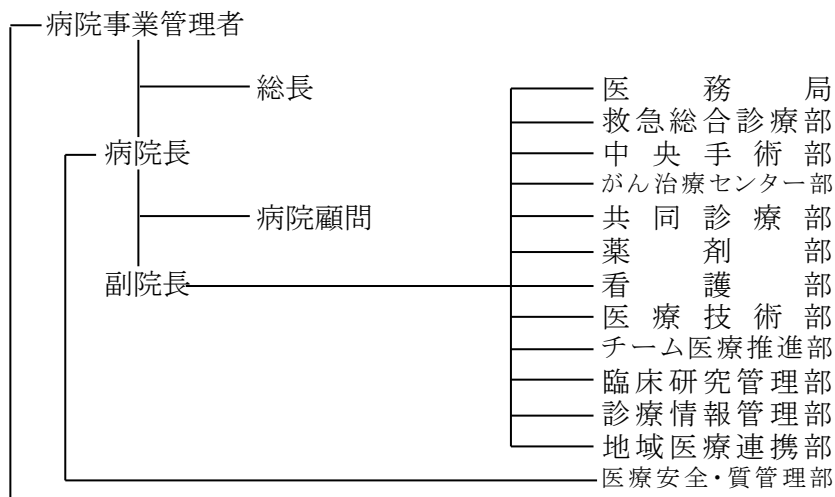 病院事業管理者
総長
病院長
病院顧問
副院長
医務局
救急総合診療部
中央手術部
がん治療センター部
共同診療部
薬剤部
看護部
医療技術部
チーム医療推進部
臨床研究管理部
診療情報管理部
地域医療連携部
医療安全・質管理部